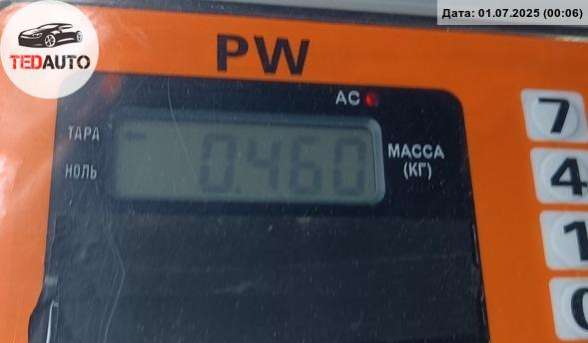 Дата: 01.07.2025 (00:06)
TEDAUTO
PW
AC
ТАРА
НОЛЬ
0.460
МАССА
(КГ)
7
4
1
0